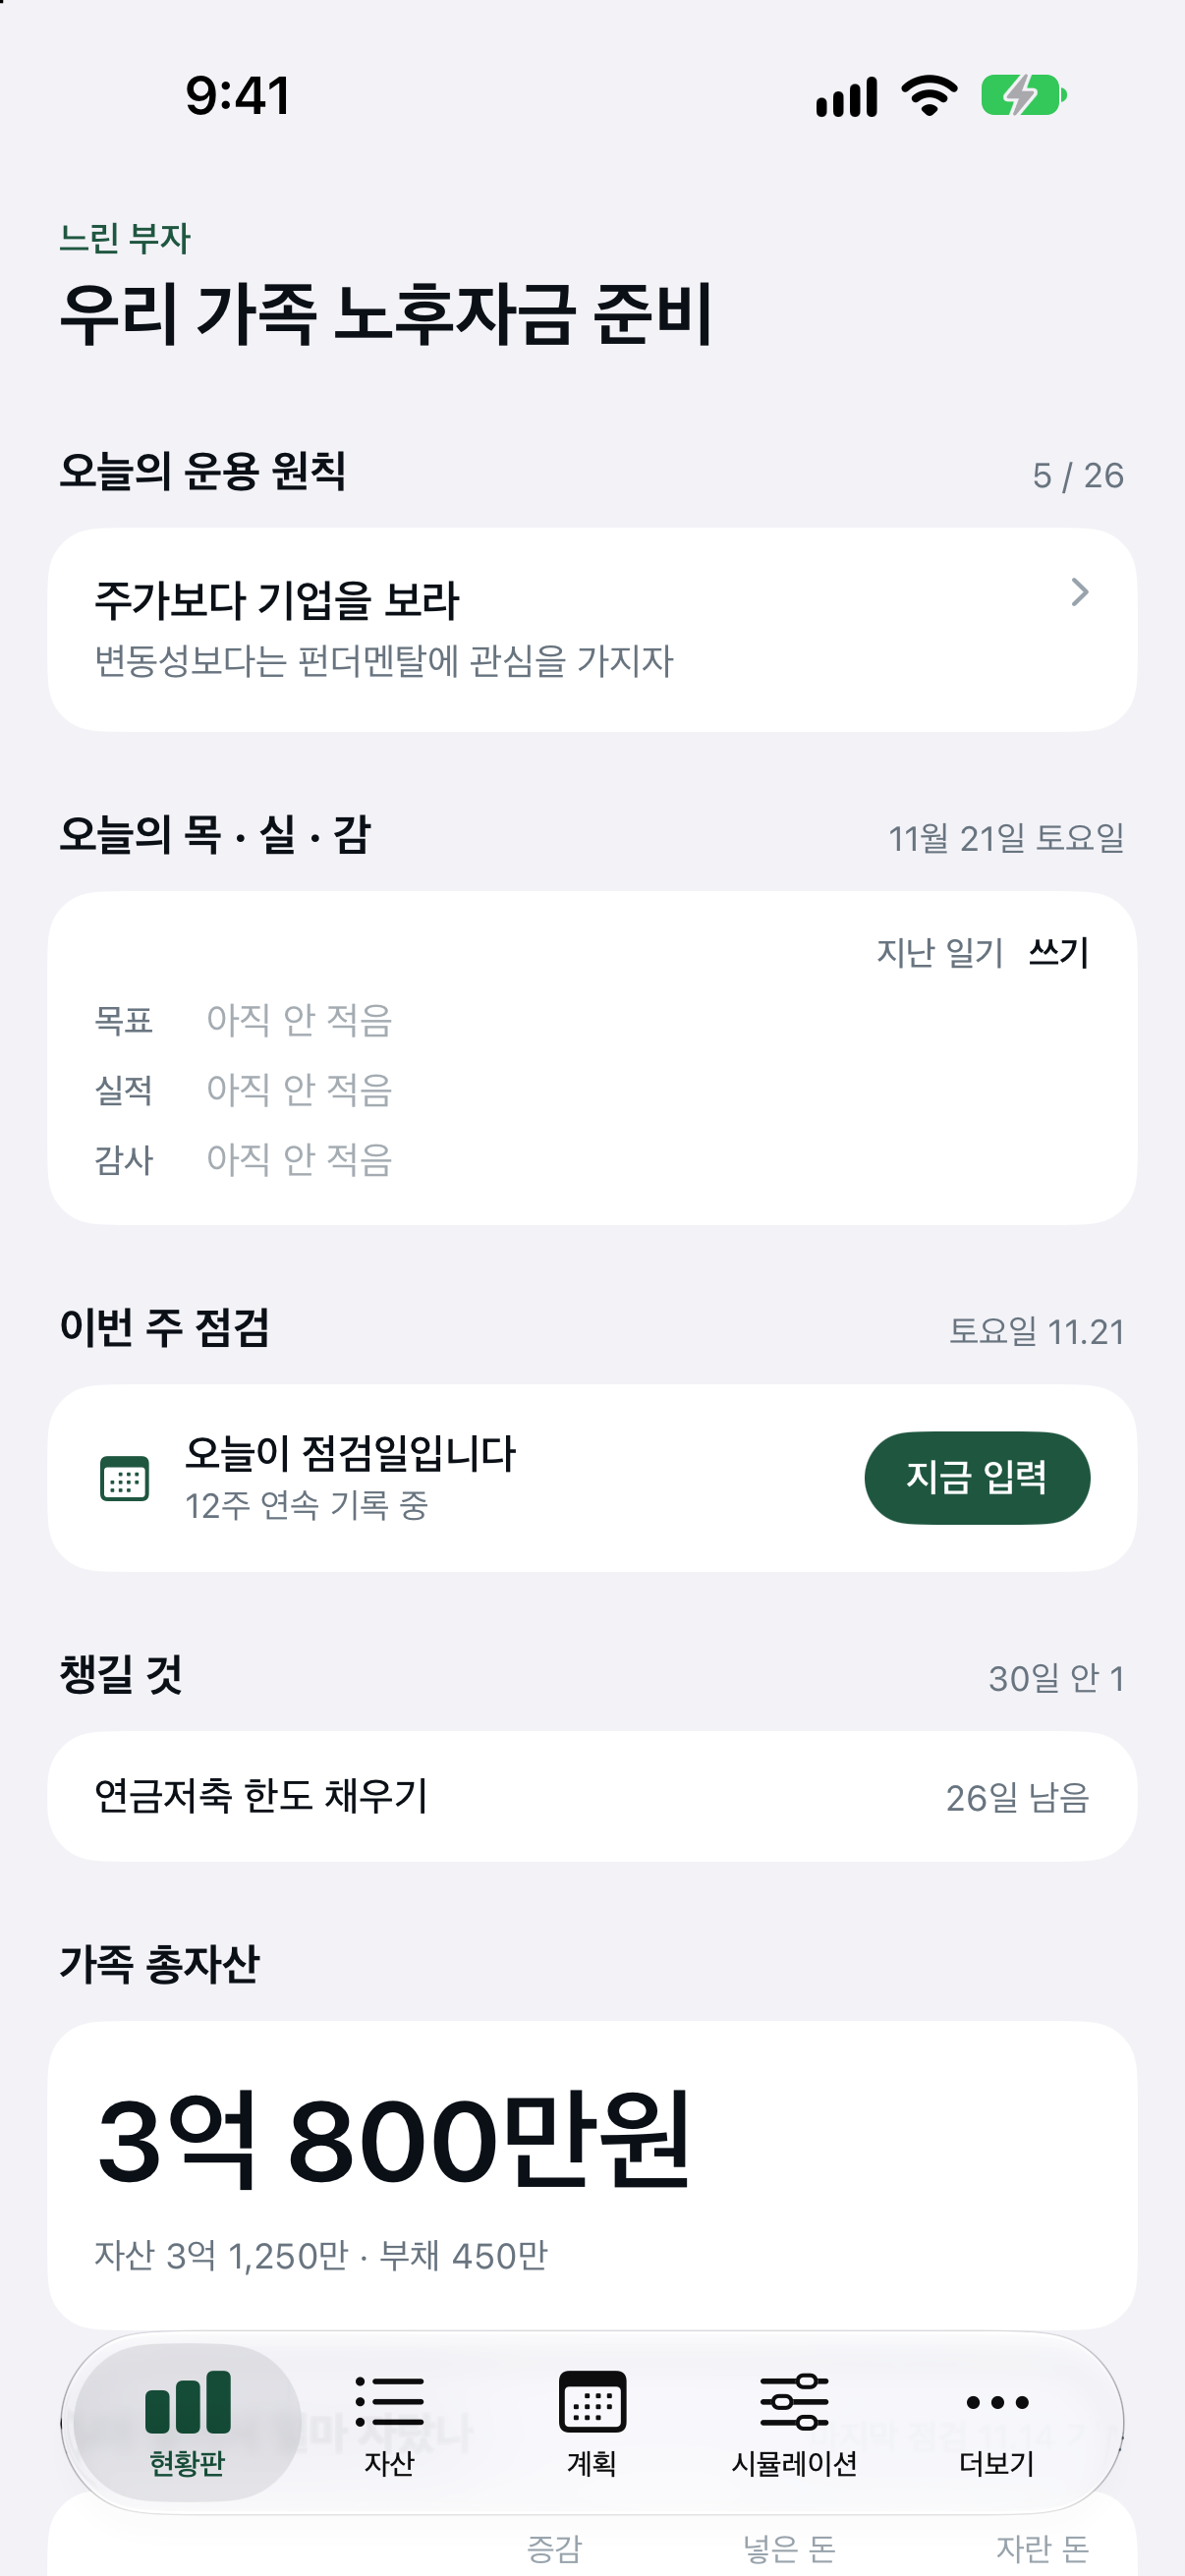 9:41
느린 부자
우리 가족 노후자금 준비
오늘의 운용 원칙
5 / 26
주가보다 기업을 보라
변동성보다는 펀더멘탈에 관심을 가지자
오늘의 목 · 실 · 감
11월 21일 토요일
지난 일기 쓰기
목표 아직 안 적음
실적 아직 안 적음
감사 아직 안 적음
이번 주 점검
토요일 11.21
오늘이 점검일입니다
12주 연속 기록 중
지금 입력
챙길 것
30일 안 1
연금저축 한도 채우기
26일 남음
가족 총자산
3억 800만원
자산 3억 1,250만 · 부채 450만
현황판 자산 계획 시뮬레이션 더보기
증감 넣은 돈 자란 돈